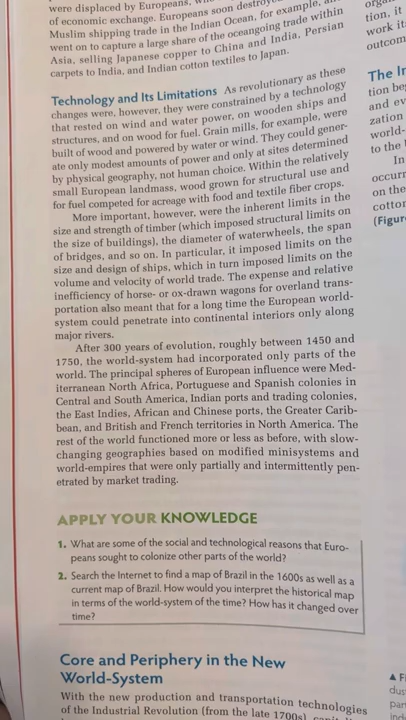 were displaced by Europeans,
of economic exchange. Europeans soon destroyed
Muslim shipping trade in the Indian Ocean, for example,
went on to capture a large share of the oceangoing trade within
Asia, selling Japanese copper to China and India, Persian
carpets to India, and Indian cotton textiles to Japan.
Technology and Its Limitations As revolutionary as these
changes were, however, they were constrained by a technology
that rested on wind and water power, on wooden ships and
structures, and on wood for fuel. Grain mills, for example, were
built of wood and powered by water or wind. They could gener-
ate only modest amounts of power and only at sites determined
by physical geography, not human choice. Within the relatively
small European landmass, wood grown for structural use and
for fuel competed for acreage with food and textile fiber crops.
More important, however, were the inherent limits in the
size and strength of timber (which imposed structural limits on
the size of buildings), the diameter of waterwheels, the span
of bridges, and so on. In particular, it imposed limits on the
size and design of ships, which in turn imposed limits on the
volume and velocity of world trade. The expense and relative
inefficiency of horse- or ox-drawn wagons for overland trans-
portation also meant that for a long time the European world-
system could penetrate into continental interiors only along
major rivers.
After 300 years of evolution, roughly between 1450 and
1750, the world-system had incorporated only parts of the
world. The principal spheres of European influence were Med-
iterranean North Africa, Portuguese and Spanish colonies in
Central and South America, Indian ports and trading colonies,
the East Indies, African and Chinese ports, the Greater Carib-
bean, and British and French territories in North America. The
rest of the world functioned more or less as before, with slow-
changing geographies based on modified minisystems and
world-empires that were only partially and intermittently pen-
etrated by market trading.
APPLY YOUR KNOWLEDGE
1. What are some of the social and technological reasons that Euro-
peans sought to colonize other parts of the world?
2. Search the Internet to find a map of Brazil in the 1600s as well as a
current map of Brazil. How would you interpret the historical map
in terms of the world-system of the time? How has it changed over
time?
Core and Periphery in the New
World-System
With the new production and transportation technologies
of the Industrial Revolution (from the late 1700s),
tion, it
work it
outcom
The In
tion be
and ev
zation
world-
to the
In
occurr
on the
cotton
(Figur
▲ F
dus
par